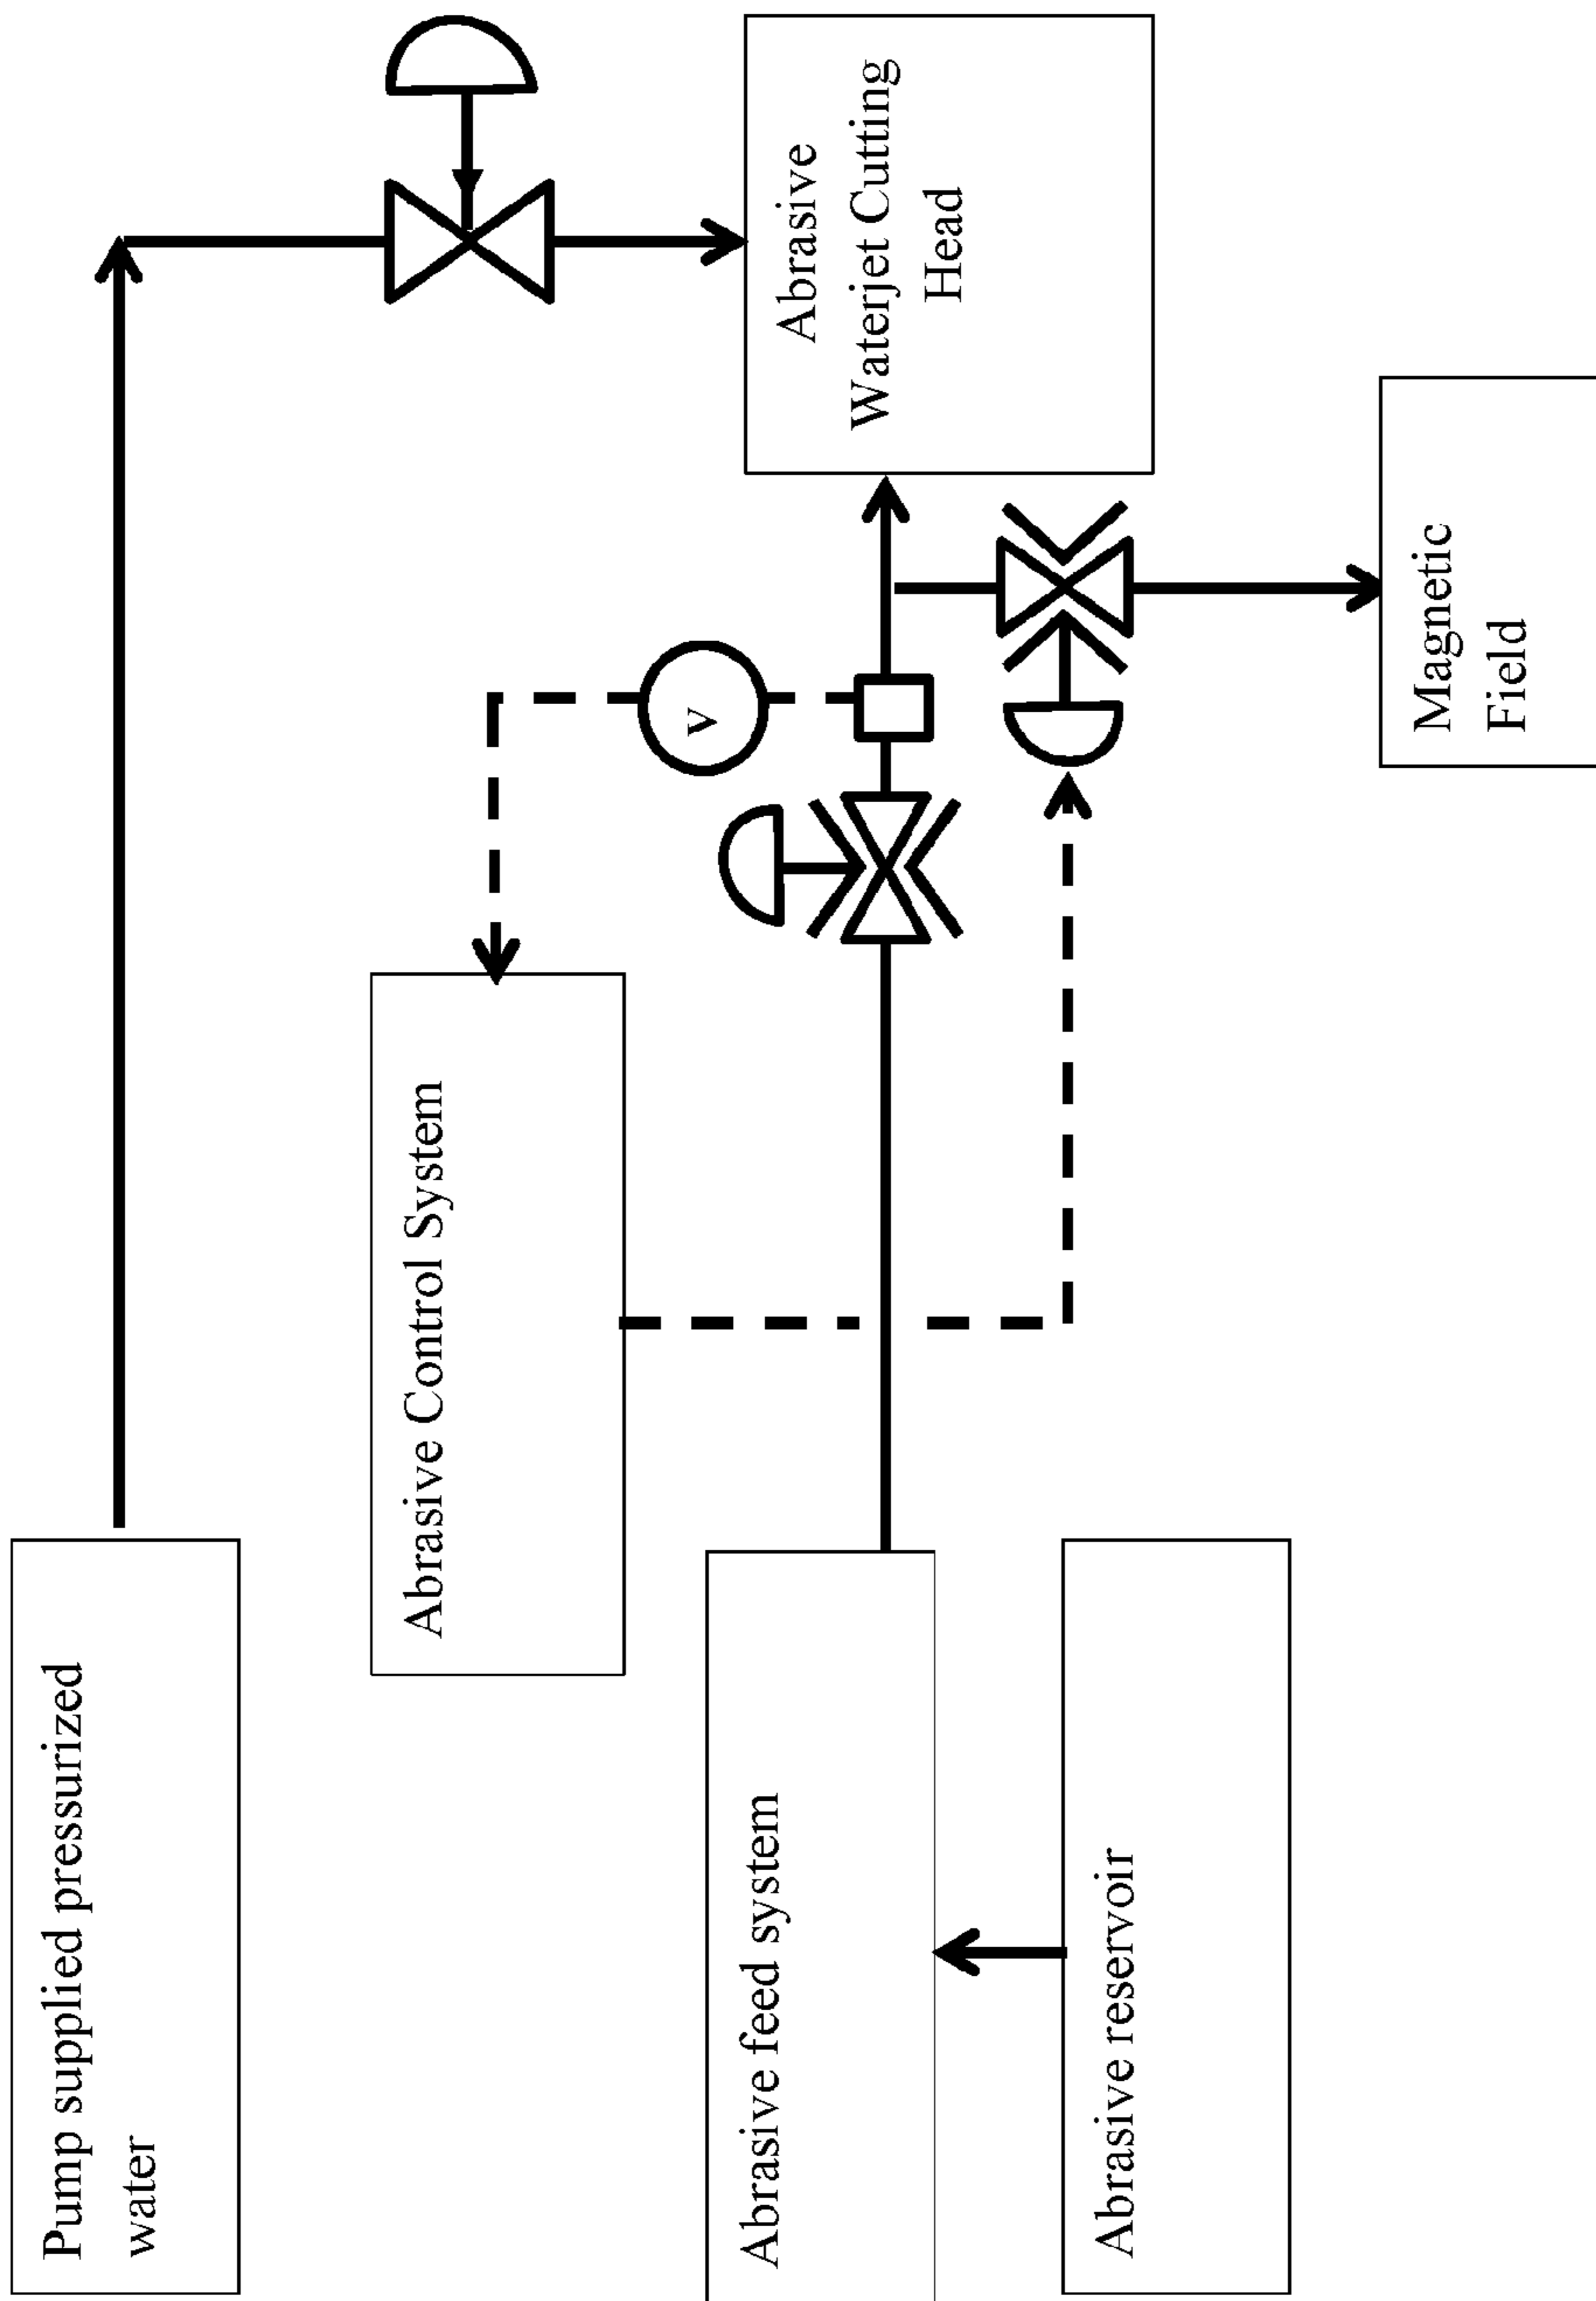 Pump supplied pressurized
water
Abrasive Control System
v
Abrasive feed system
Abrasive
Waterjet Cutting
Head
Abrasive reservoir
Magnetic
Field